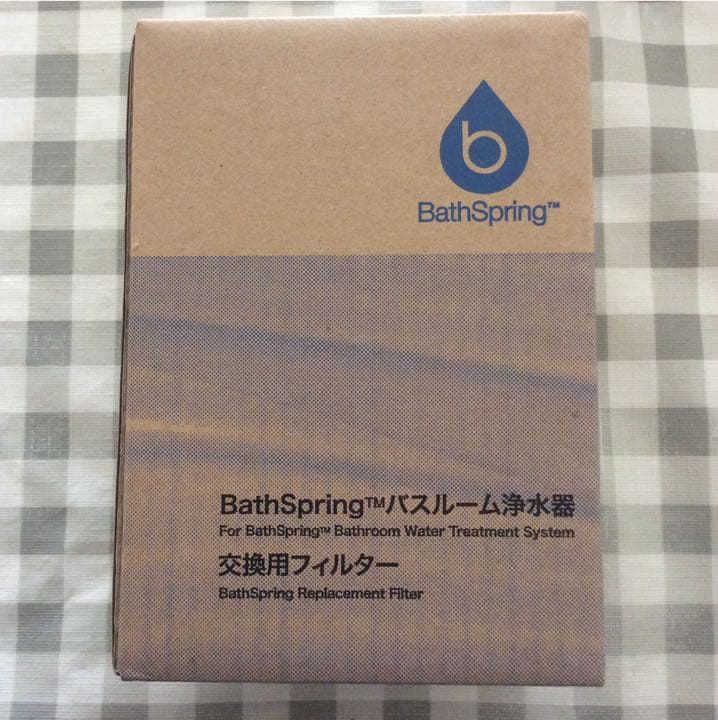 b
BathSpring™
BathSpring™バスルーム浄水器
For BathSpring™ Bathroom Water Treatment System
交換用フィルター
BathSpring Replacement Filter